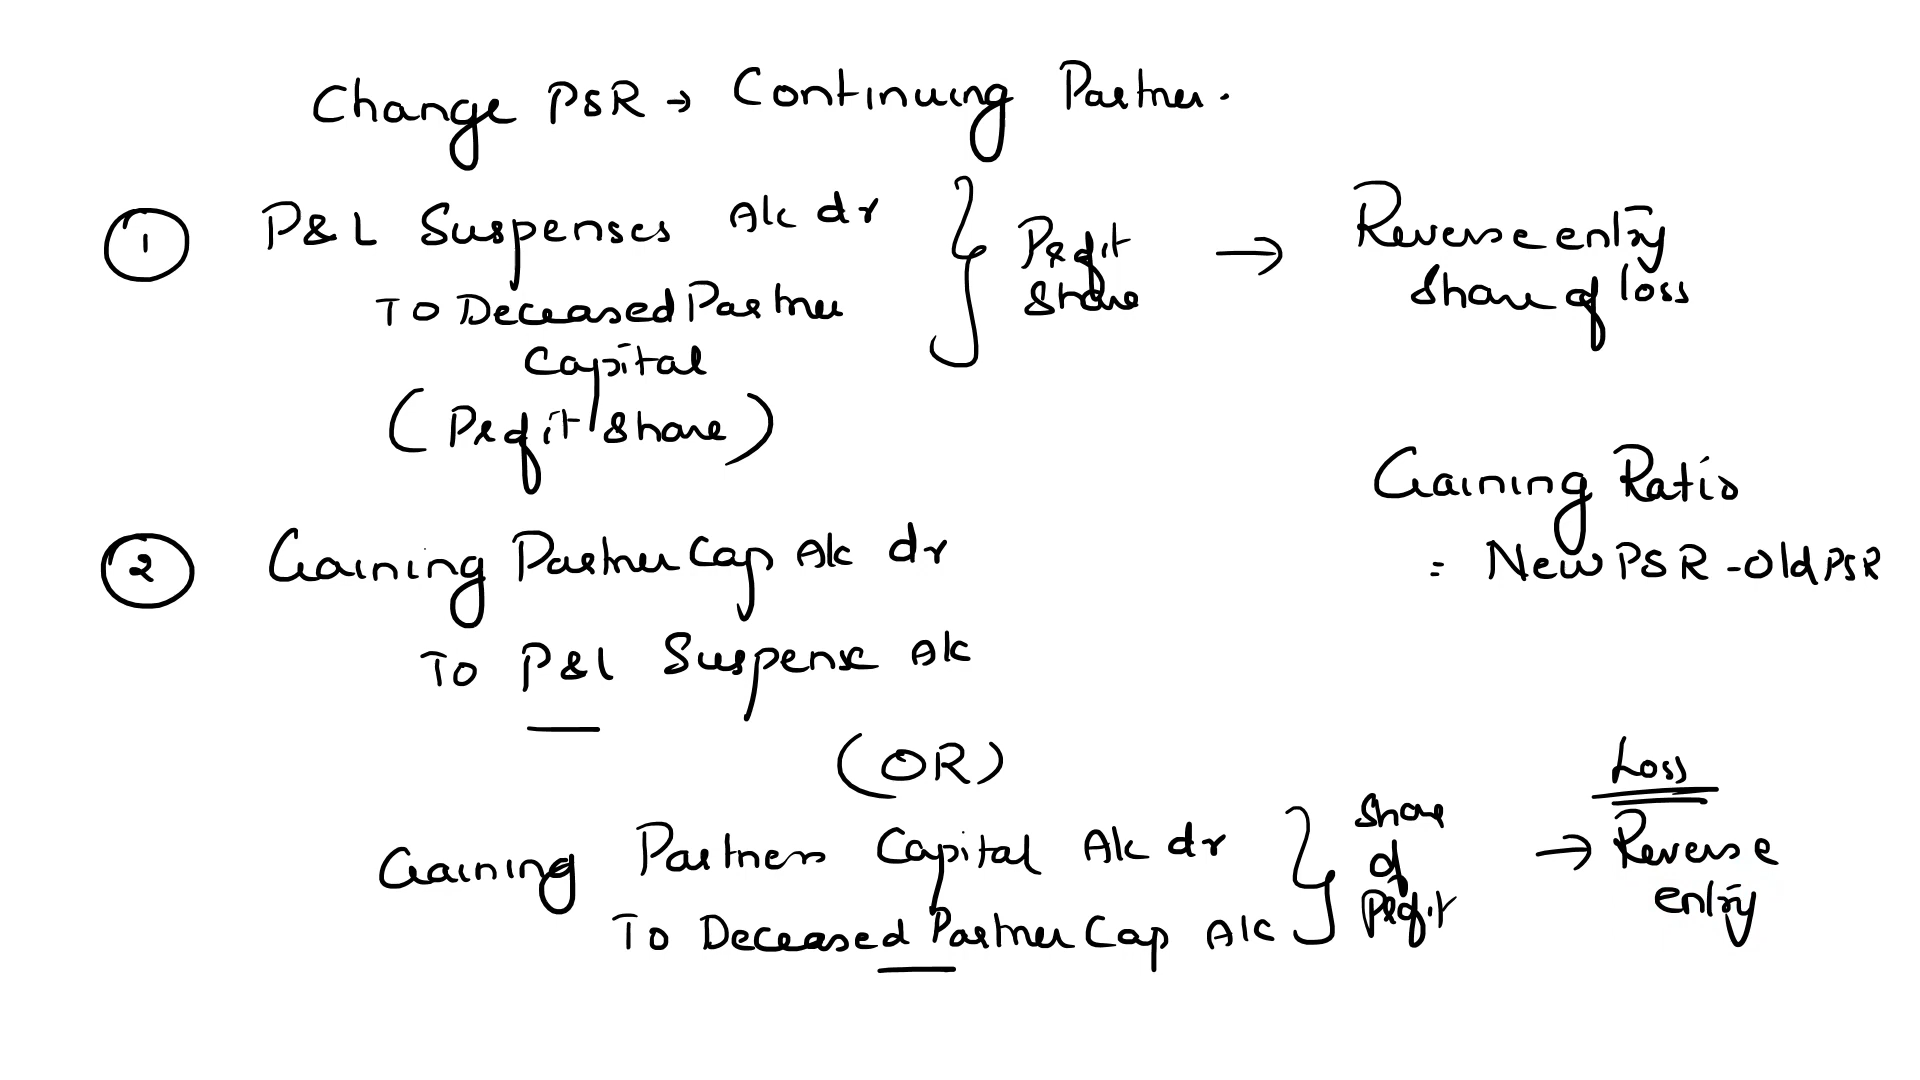 Change PSR → Continuing Partner.
① P&L Suspenses A/c dr } Profit Share → Reverse entry Share of loss
To Deceased Partner
Capital
(Profit Share)
Gaining Ratio
= New PSR - Old PSR
② Gaining Partner Cap A/c dr
To P&L Suspense A/c
(OR)
Gaining Partners Capital A/c dr } Share of Profit → Loss Reverse entry
To Deceased Partner Cap A/c